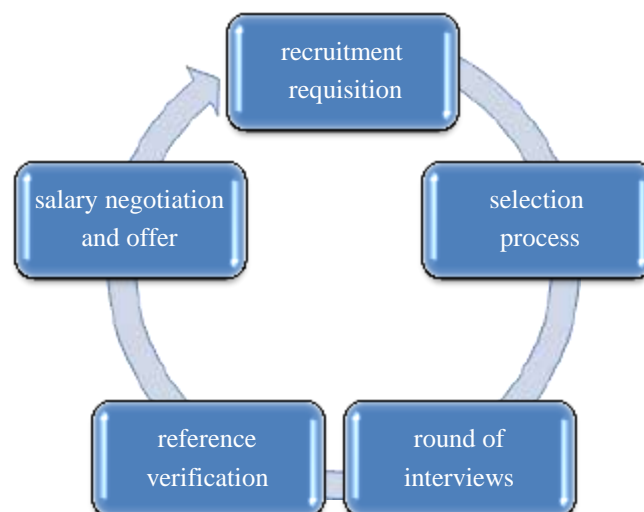 recruitment
requisition
selection
process
round of
interviews
reference
verification
salary negotiation
and offer